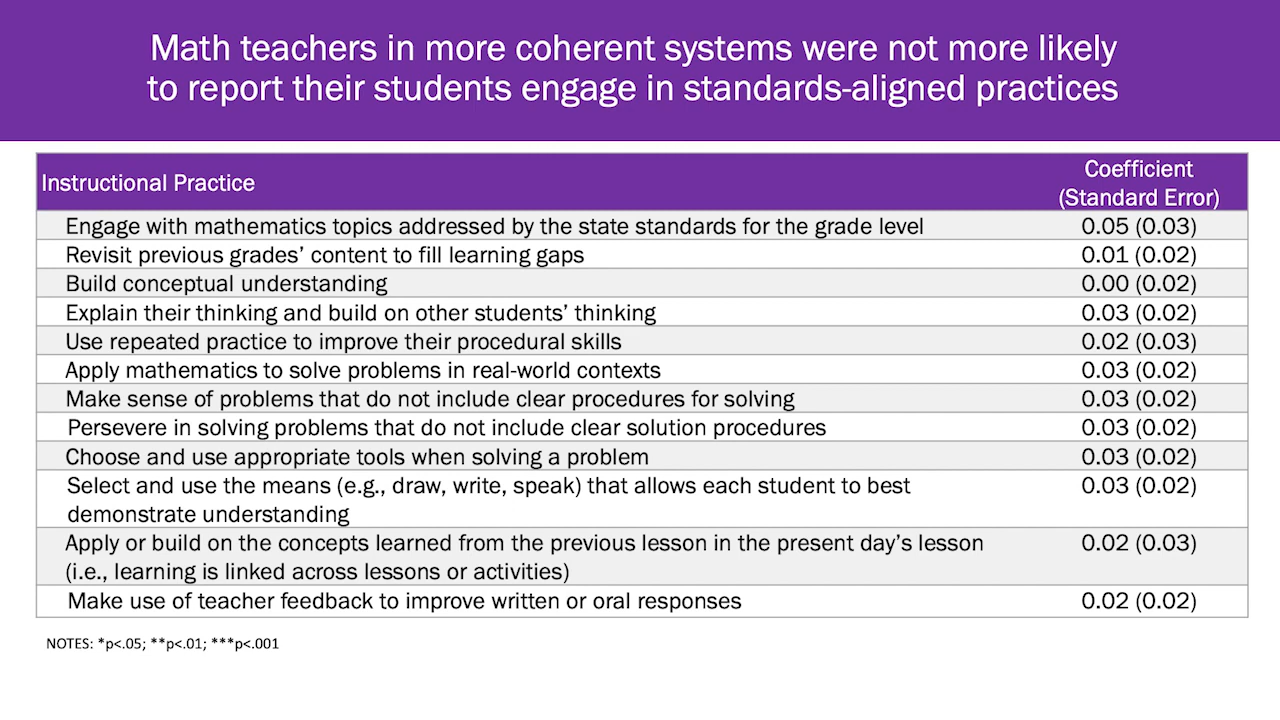 Math teachers in more coherent systems were not more likely
to report their students engage in standards-aligned practices
Instructional Practice
Coefficient
(Standard Error)
Engage with mathematics topics addressed by the state standards for the grade level 0.05 (0.03)
Revisit previous grades’ content to fill learning gaps 0.01 (0.02)
Build conceptual understanding 0.00 (0.02)
Explain their thinking and build on other students’ thinking 0.03 (0.02)
Use repeated practice to improve their procedural skills 0.02 (0.03)
Apply mathematics to solve problems in real-world contexts 0.03 (0.02)
Make sense of problems that do not include clear procedures for solving 0.03 (0.02)
Persevere in solving problems that do not include clear solution procedures 0.03 (0.02)
Choose and use appropriate tools when solving a problem 0.03 (0.02)
Select and use the means (e.g., draw, write, speak) that allows each student to best 0.03 (0.02)
demonstrate understanding
Apply or build on the concepts learned from the previous lesson in the present day’s lesson 0.02 (0.03)
(i.e., learning is linked across lessons or activities)
Make use of teacher feedback to improve written or oral responses 0.02 (0.02)
NOTES: *p<.05; **p<.01; ***p<.001